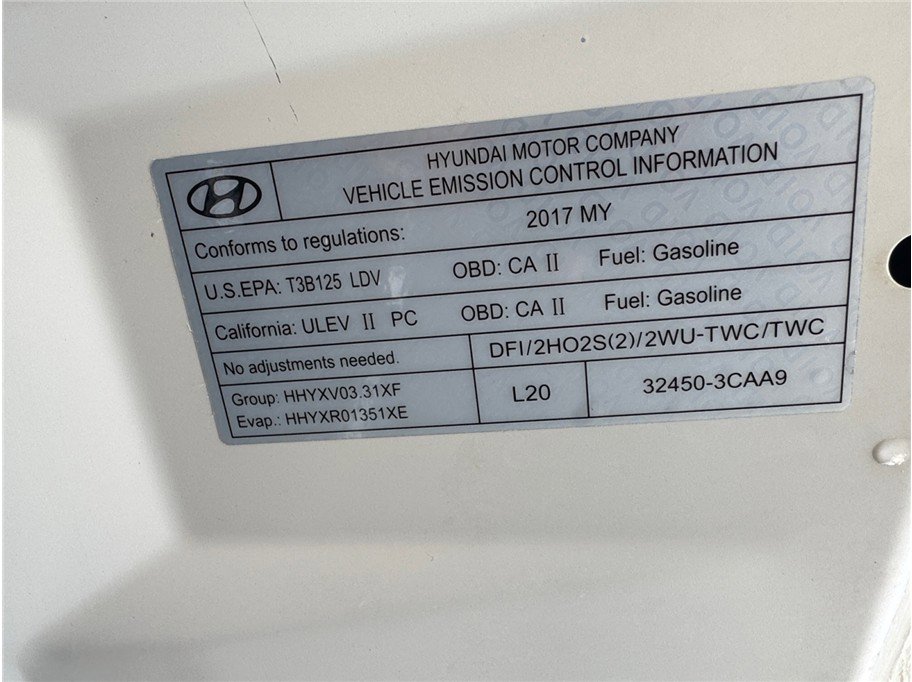 HYUNDAI MOTOR COMPANY
VEHICLE EMISSION CONTROL INFORMATION
Conforms to regulations: 2017 MY
U.S.EPA: T3B125 LDV OBD: CA II Fuel: Gasoline
California: ULEV II PC OBD: CA II Fuel: Gasoline
No adjustments needed. DFI/2HO2S(2)/2WU-TWC/TWC
Group: HHYXV03.31XF
Evap.: HHYXR01351XE
L20 32450-3CAA9